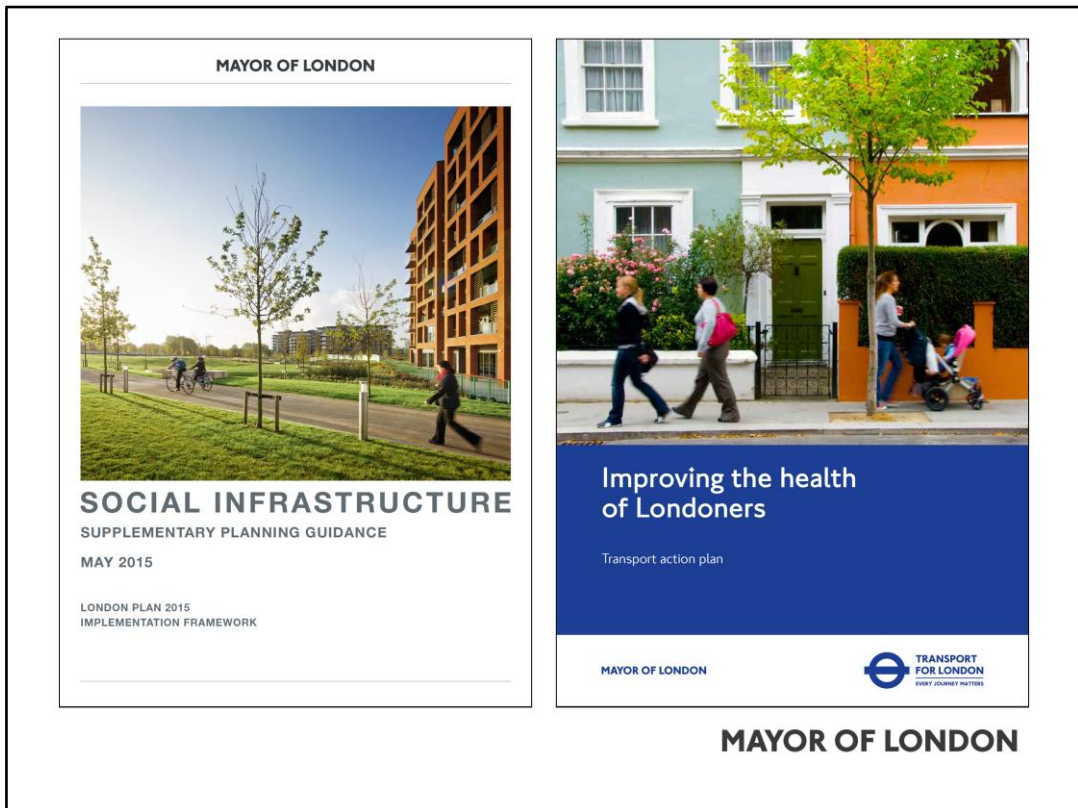 MAYOR OF LONDON
SOCIAL INFRASTRUCTURE
SUPPLEMENTARY PLANNING GUIDANCE
MAY 2015
LONDON PLAN 2015
IMPLEMENTATION FRAMEWORK
Improving the health
of Londoners
Transport action plan
MAYOR OF LONDON
TRANSPORT
FOR LONDON
EVERY JOURNEY MATTERS
MAYOR OF LONDON